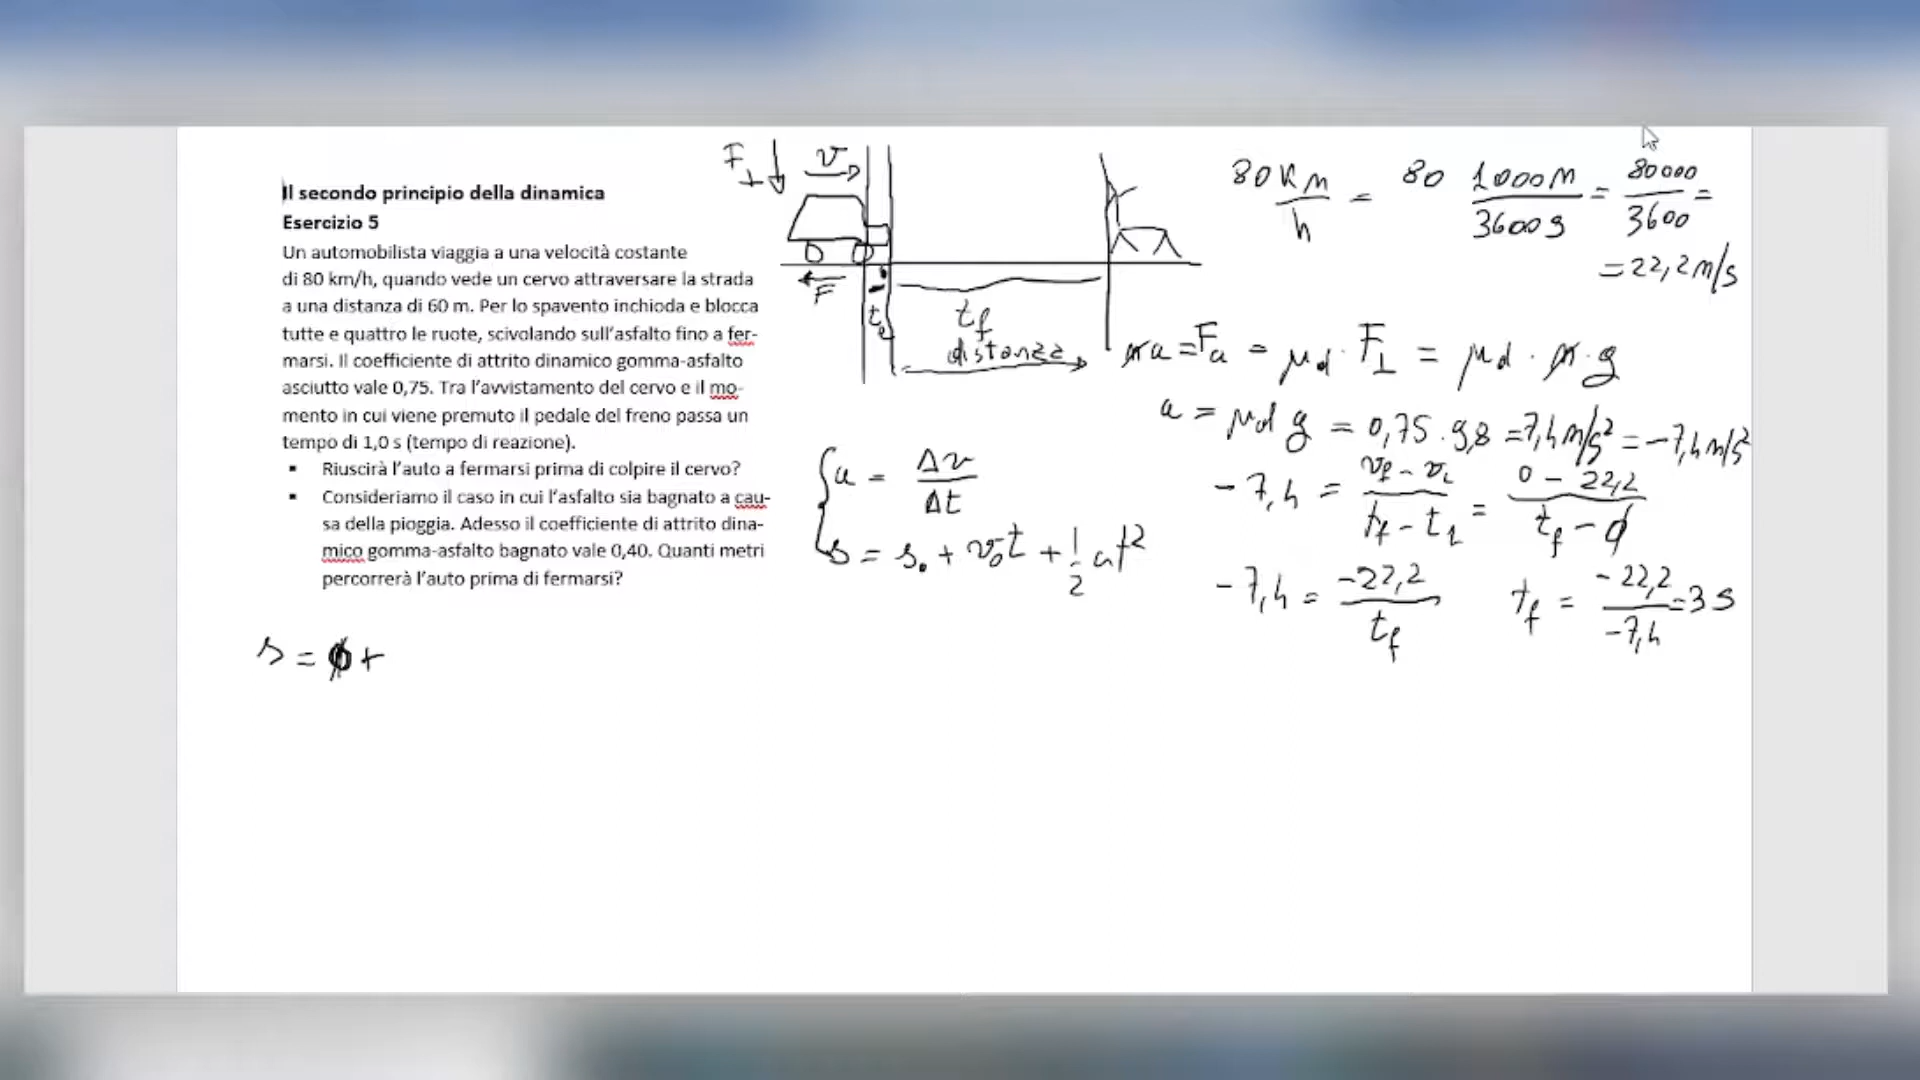 Il secondo principio della dinamica
Esercizio 5
Un automobilista viaggia a una velocità costante
di 80 km/h, quando vede un cervo attraversare la strada
a una distanza di 60 m. Per lo spavento inchioda e blocca
tutte e quattro le ruote, scivolando sull'asfalto fino a fer-
marsi. Il coefficiente di attrito dinamico gomma-asfalto
asciutto vale 0,75. Tra l'avvistamento del cervo e il mo-
mento in cui viene premuto il pedale del freno passa un
tempo di 1,0 s (tempo di reazione).
▪ Riuscirà l'auto a fermarsi prima di colpire il cervo?
▪ Consideriamo il caso in cui l'asfalto sia bagnato a cau-
sa della pioggia. Adesso il coefficiente di attrito dina-
mico gomma-asfalto bagnato vale 0,40. Quanti metri
percorrerà l'auto prima di fermarsi?
s = 0 +
F⊥ v
F
t t_f
distanza
80 Km/h = 80 1000m/3600s = 80000/3600 =
= 22,2 m/s
ma = Fa = μd · F⊥ = μd · m · g
a = μd g = 0,75 · 9,8 = 7,4 m/s² = -7,4 m/s²
a = Δv/Δt
s = s₀ + v₀t + 1/2 at²
-7,4 = vf - vi / tf - t1 = 0 - 22,2 / tf - 0
-7,4 = -22,2 / tf
tf = -22,2 / -7,4 = 3 s